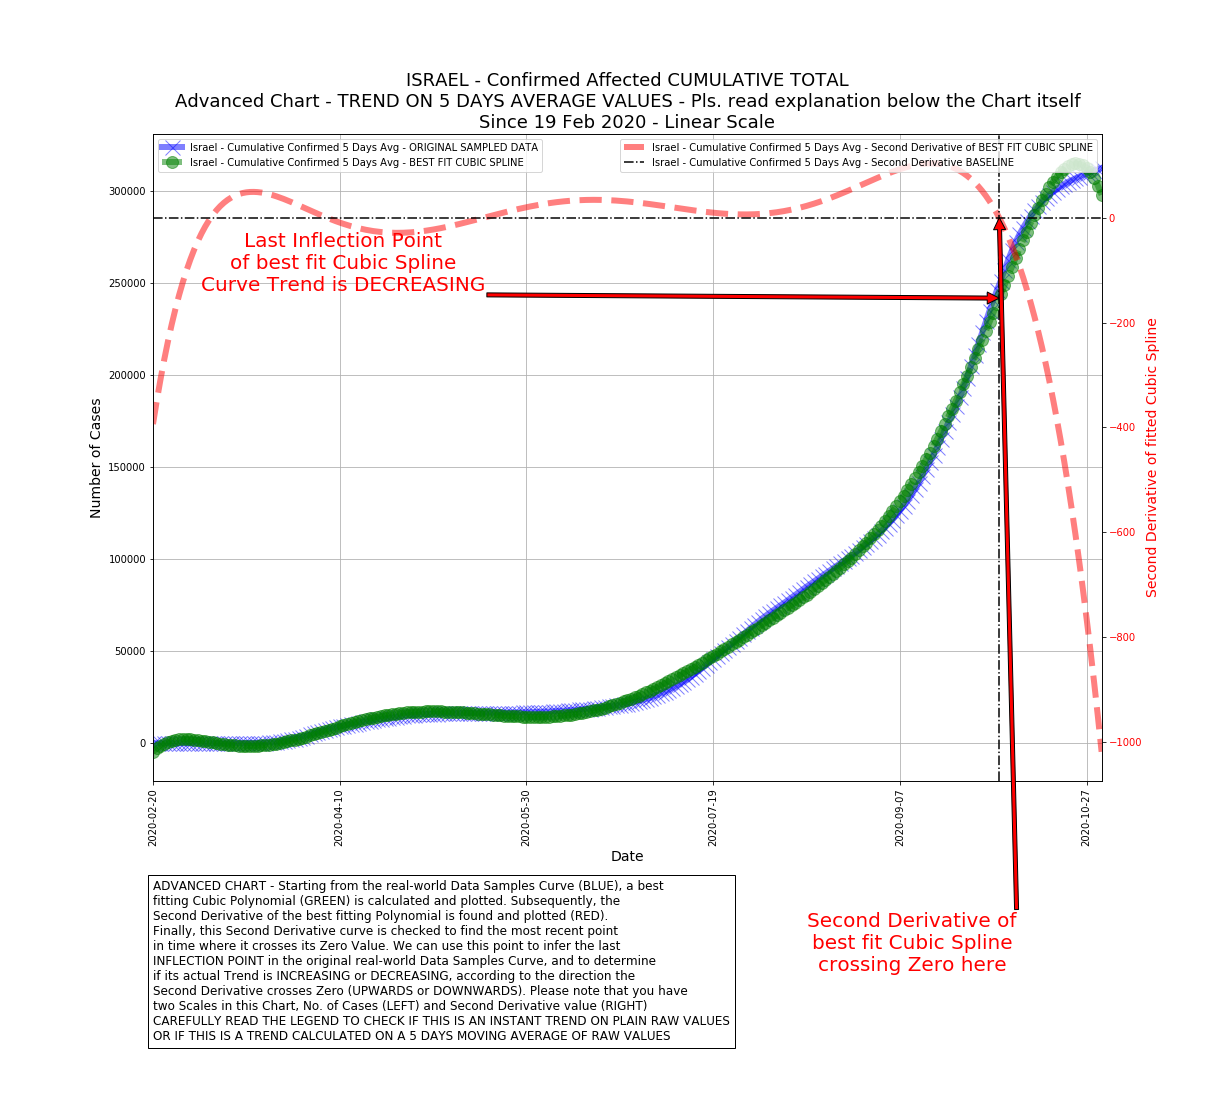 ISRAEL - Confirmed Affected CUMULATIVE TOTAL
Advanced Chart - TREND ON 5 DAYS AVERAGE VALUES - Pls. read explanation below the Chart itself
Since 19 Feb 2020 - Linear Scale
Israel - Cumulative Confirmed 5 Days Avg - ORIGINAL SAMPLED DATA
Israel - Cumulative Confirmed 5 Days Avg - BEST FIT CUBIC SPLINE
Israel - Cumulative Confirmed 5 Days Avg - Second Derivative of BEST FIT CUBIC SPLINE
Israel - Cumulative Confirmed 5 Days Avg - Second Derivative BASELINE
Number of Cases
300000
250000
200000
150000
100000
50000
0
Last Inflection Point
of best fit Cubic Spline
Curve Trend is DECREASING
0
−200
−400
−600
−800
−1000
Second Derivative of fitted Cubic Spline
2020-02-20
2020-04-10
2020-05-30
2020-07-19
2020-09-07
2020-10-27
Date
Second Derivative of
best fit Cubic Spline
crossing Zero here
ADVANCED CHART - Starting from the real-world Data Samples Curve (BLUE), a best
fitting Cubic Polynomial (GREEN) is calculated and plotted. Subsequently, the
Second Derivative of the best fitting Polynomial is found and plotted (RED).
Finally, this Second Derivative curve is checked to find the most recent point
in time where it crosses its Zero Value. We can use this point to infer the last
INFLECTION POINT in the original real-world Data Samples Curve, and to determine
if its actual Trend is INCREASING or DECREASING, according to the direction the
Second Derivative crosses Zero (UPWARDS or DOWNWARDS). Please note that you have
two Scales in this Chart, No. of Cases (LEFT) and Second Derivative value (RIGHT)
CAREFULLY READ THE LEGEND TO CHECK IF THIS IS AN INSTANT TREND ON PLAIN RAW VALUES
OR IF THIS IS A TREND CALCULATED ON A 5 DAYS MOVING AVERAGE OF RAW VALUES